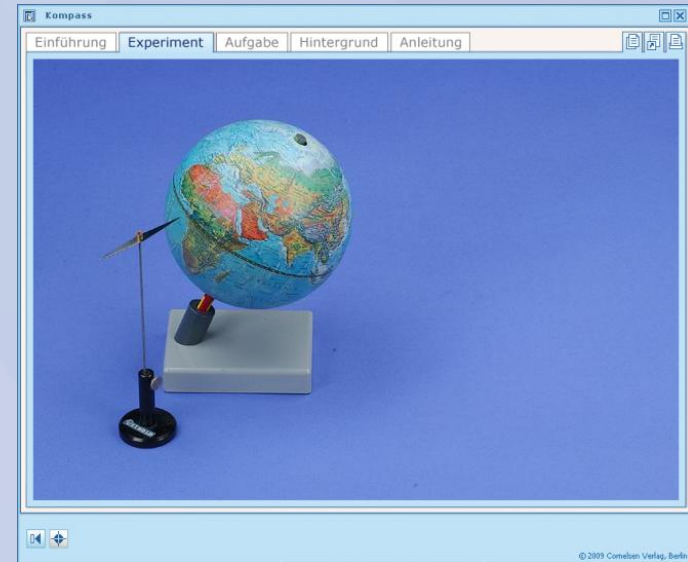 Kompass
Einführung Experiment Aufgabe Hintergrund Anleitung
© 2009 Cornelsen Verlag, Berlin